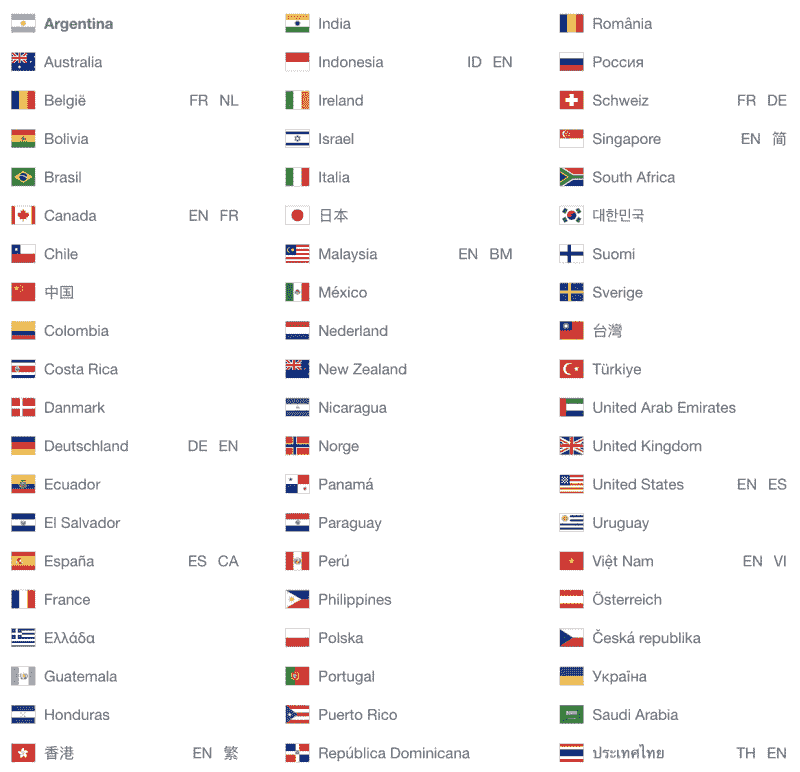 Argentina
Australia
België FR NL
Bolivia
Brasil
Canada EN FR
Chile
中国
Colombia
Costa Rica
Danmark
Deutschland DE EN
Ecuador
El Salvador
España ES CA
France
Ελλάδα
Guatemala
Honduras
香港 EN 繁
India
Indonesia ID EN
Ireland
Israel
Italia
日本
Malaysia EN BM
México
Nederland
New Zealand
Nicaragua
Norge
Panamá
Paraguay
Perú
Philippines
Polska
Portugal
Puerto Rico
República Dominicana
România
Россия
Schweiz FR DE
Singapore EN 简
South Africa
대한민국
Suomi
Sverige
台灣
Türkiye
United Arab Emirates
United Kingdom
United States EN ES
Uruguay
Việt Nam EN VI
Österreich
Česká republika
Україна
Saudi Arabia
ประเทศไทย TH EN